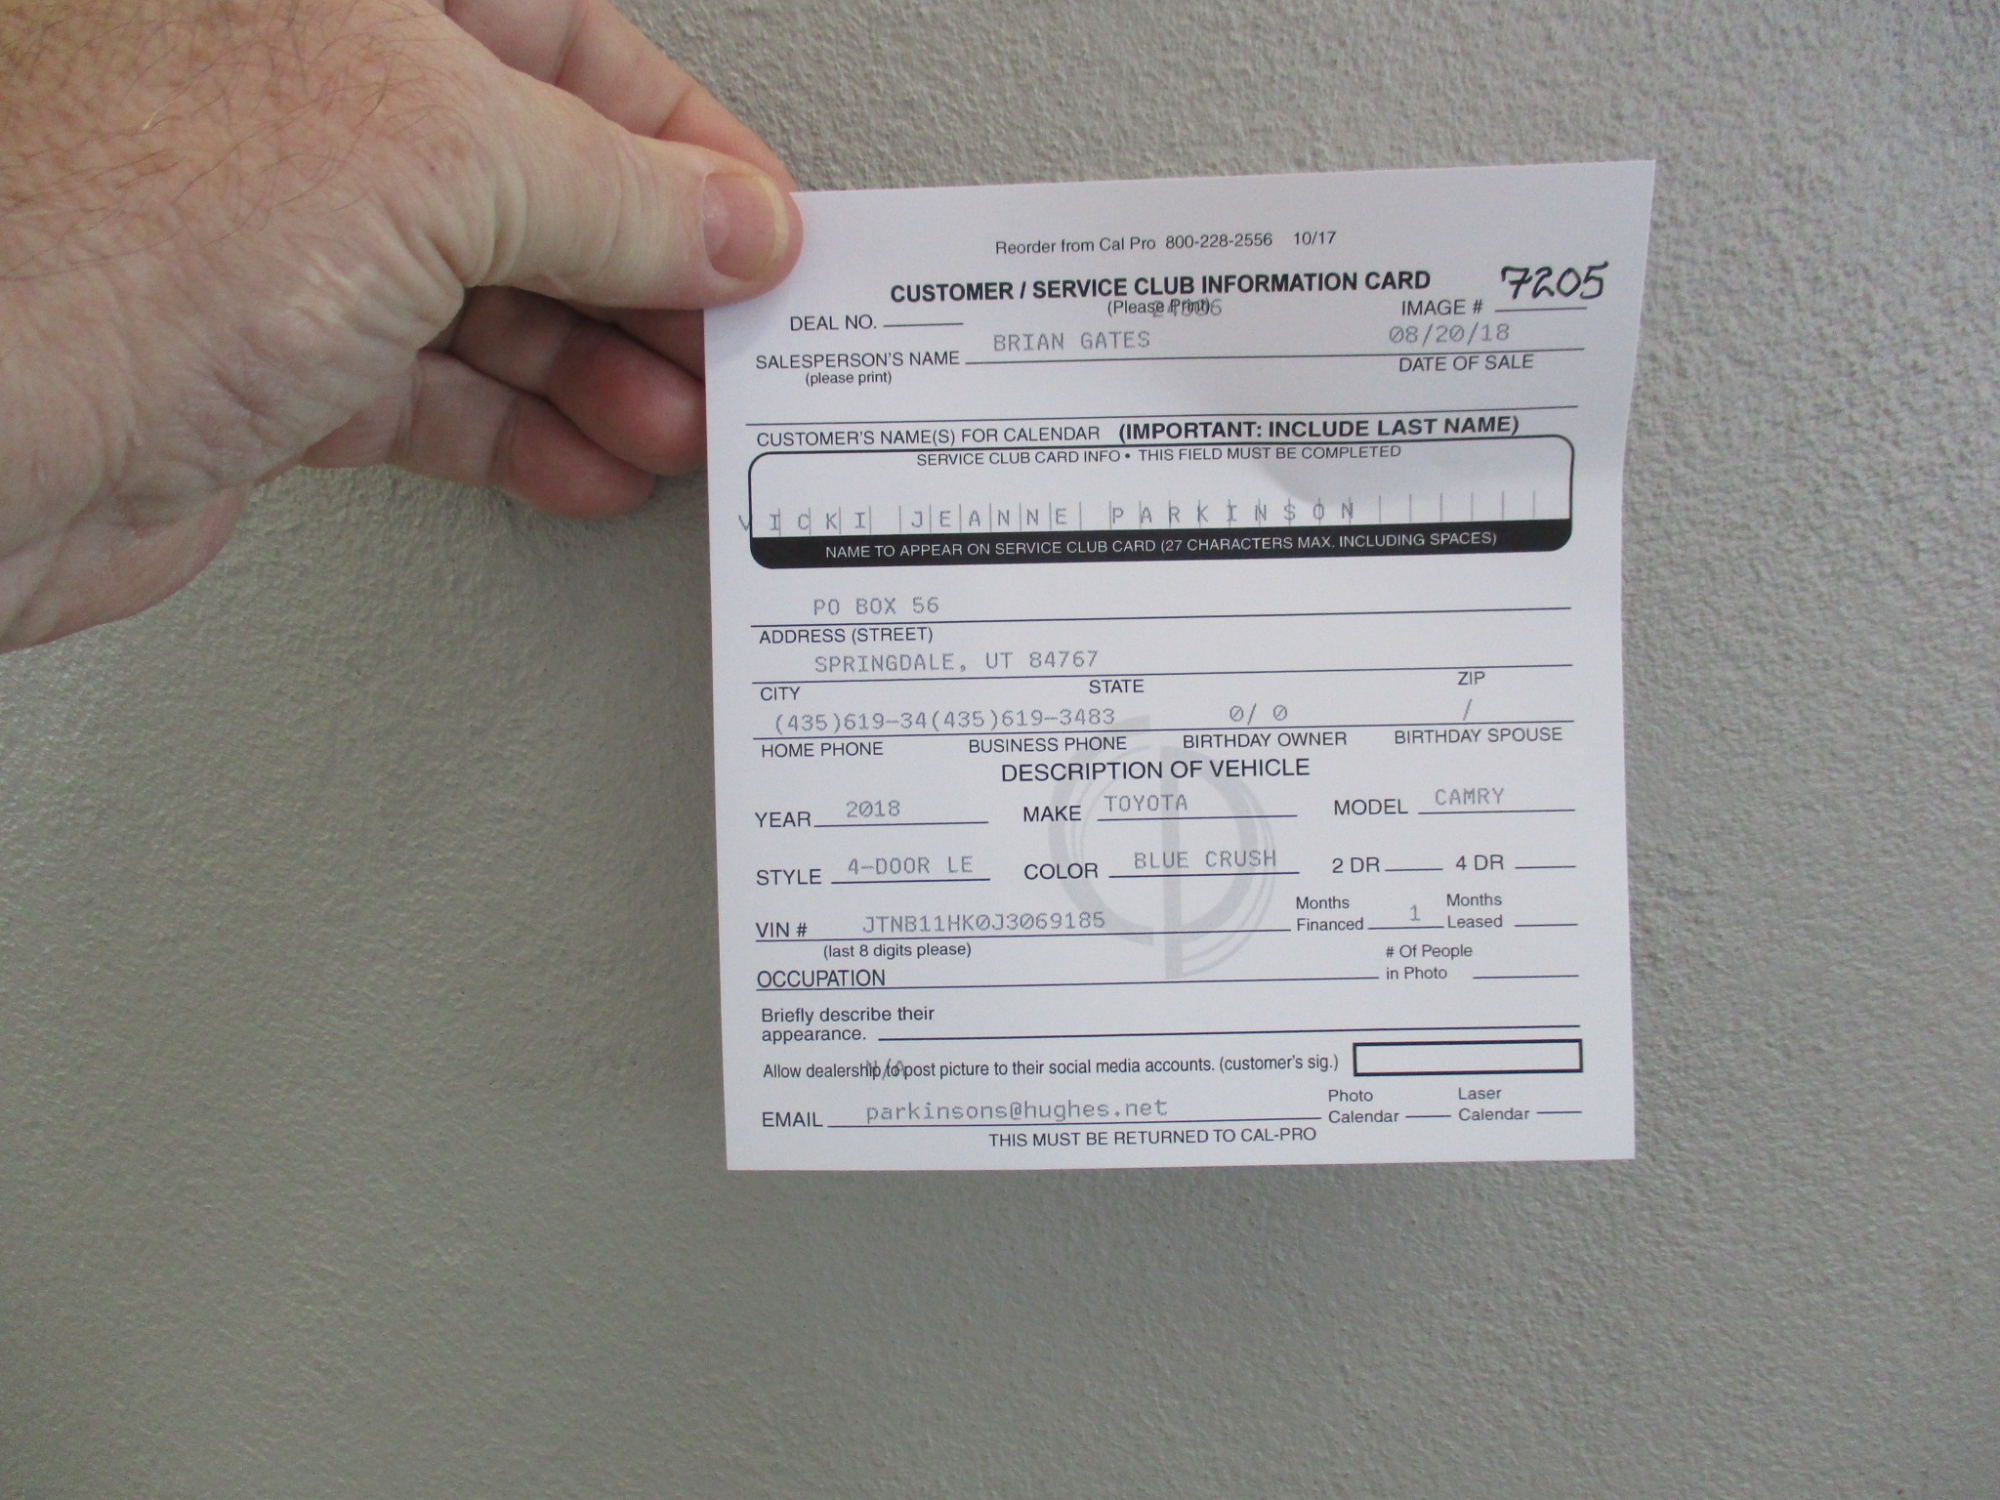 Reorder from Cal Pro 800-228-2556 10/17
CUSTOMER / SERVICE CLUB INFORMATION CARD 7205
(Please Print)
DEAL NO. IMAGE #
BRIAN GATES 08/20/18
SALESPERSON'S NAME DATE OF SALE
(please print)
CUSTOMER'S NAME(S) FOR CALENDAR (IMPORTANT: INCLUDE LAST NAME)
SERVICE CLUB CARD INFO • THIS FIELD MUST BE COMPLETED
VICKI JEANNE PARKINSON
NAME TO APPEAR ON SERVICE CLUB CARD (27 CHARACTERS MAX. INCLUDING SPACES)
PO BOX 56
ADDRESS (STREET)
SPRINGDALE, UT 84767
CITY STATE ZIP
(435)619-34(435)619-3483 0/ 0 /
HOME PHONE BUSINESS PHONE BIRTHDAY OWNER BIRTHDAY SPOUSE
DESCRIPTION OF VEHICLE
YEAR 2018 MAKE TOYOTA MODEL CAMRY
STYLE 4-DOOR LE COLOR BLUE CRUSH 2 DR 4 DR
VIN # JTNB11HK0J3069185 Months Financed 1 Months Leased
(last 8 digits please)
OCCUPATION # Of People in Photo
Briefly describe their
appearance.
Allow dealership to post picture to their social media accounts. (customer's sig.)
N/A
EMAIL parkinsons@hughes.net Photo Calendar Laser Calendar
THIS MUST BE RETURNED TO CAL-PRO